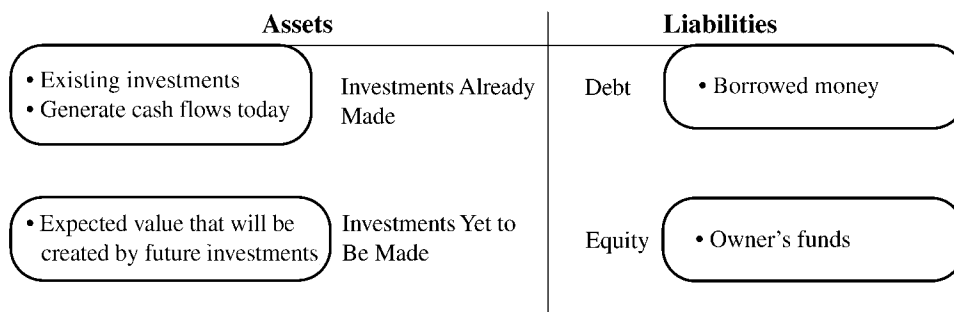 Assets
Liabilities
• Existing investments
• Generate cash flows today
Investments Already
Made
Debt
• Borrowed money
• Expected value that will be
created by future investments
Investments Yet to
Be Made
Equity
• Owner's funds